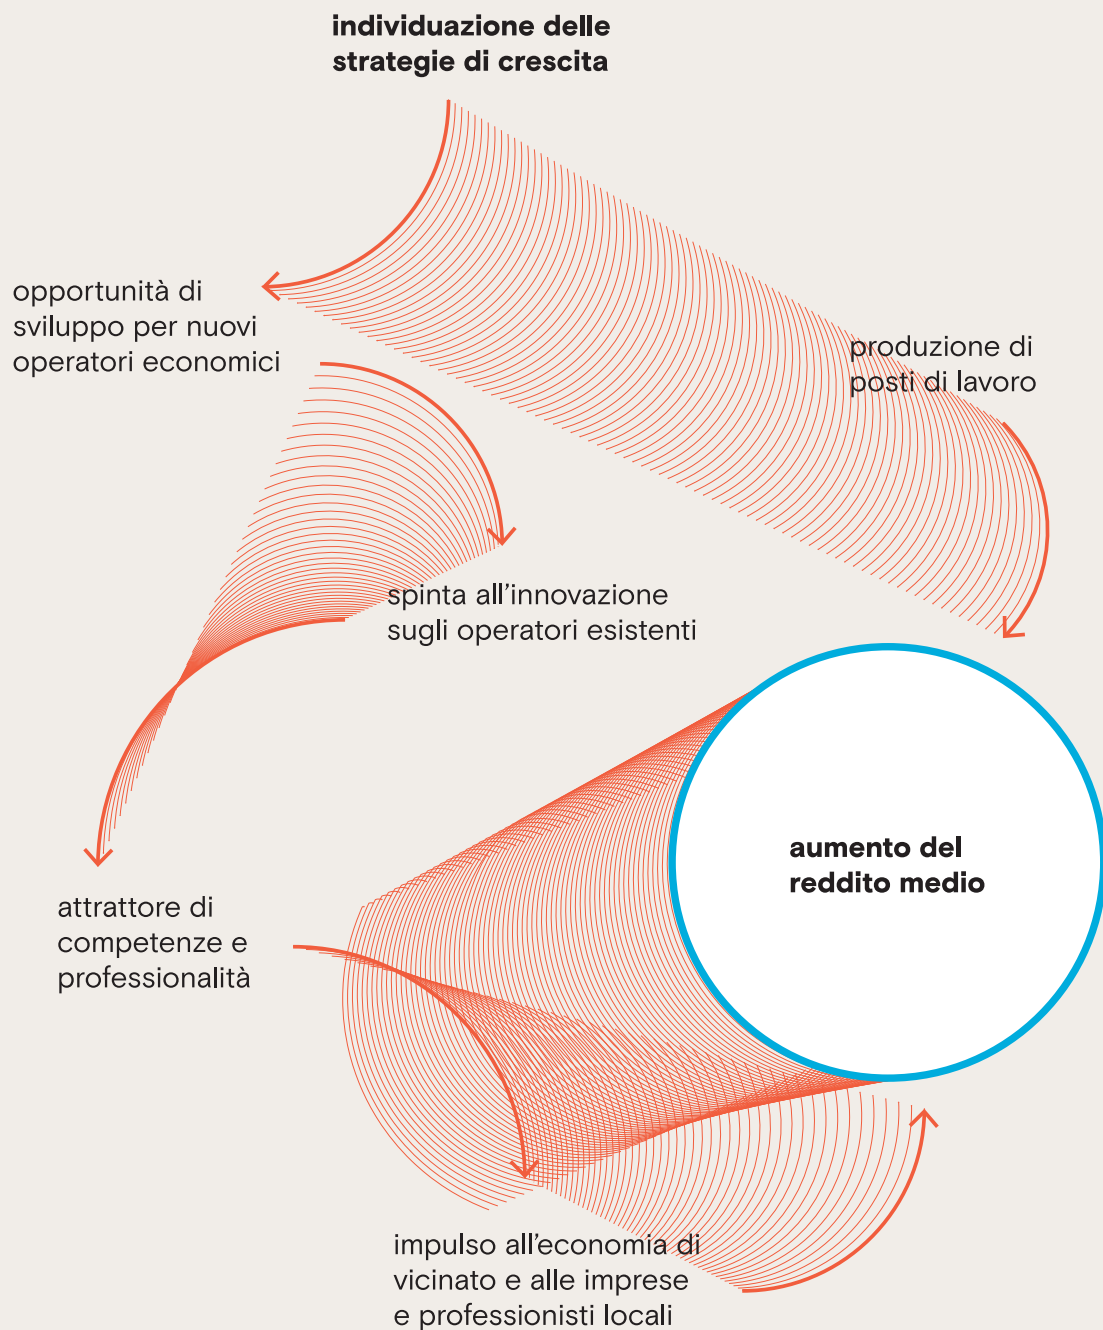 individuazione delle
strategie di crescita
opportunità di
sviluppo per nuovi
operatori economici
produzione di
posti di lavoro
spinta all'innovazione
sugli operatori esistenti
aumento del
reddito medio
attrattore di
competenze e
professionalità
impulso all'economia di
vicinato e alle imprese
e professionisti locali